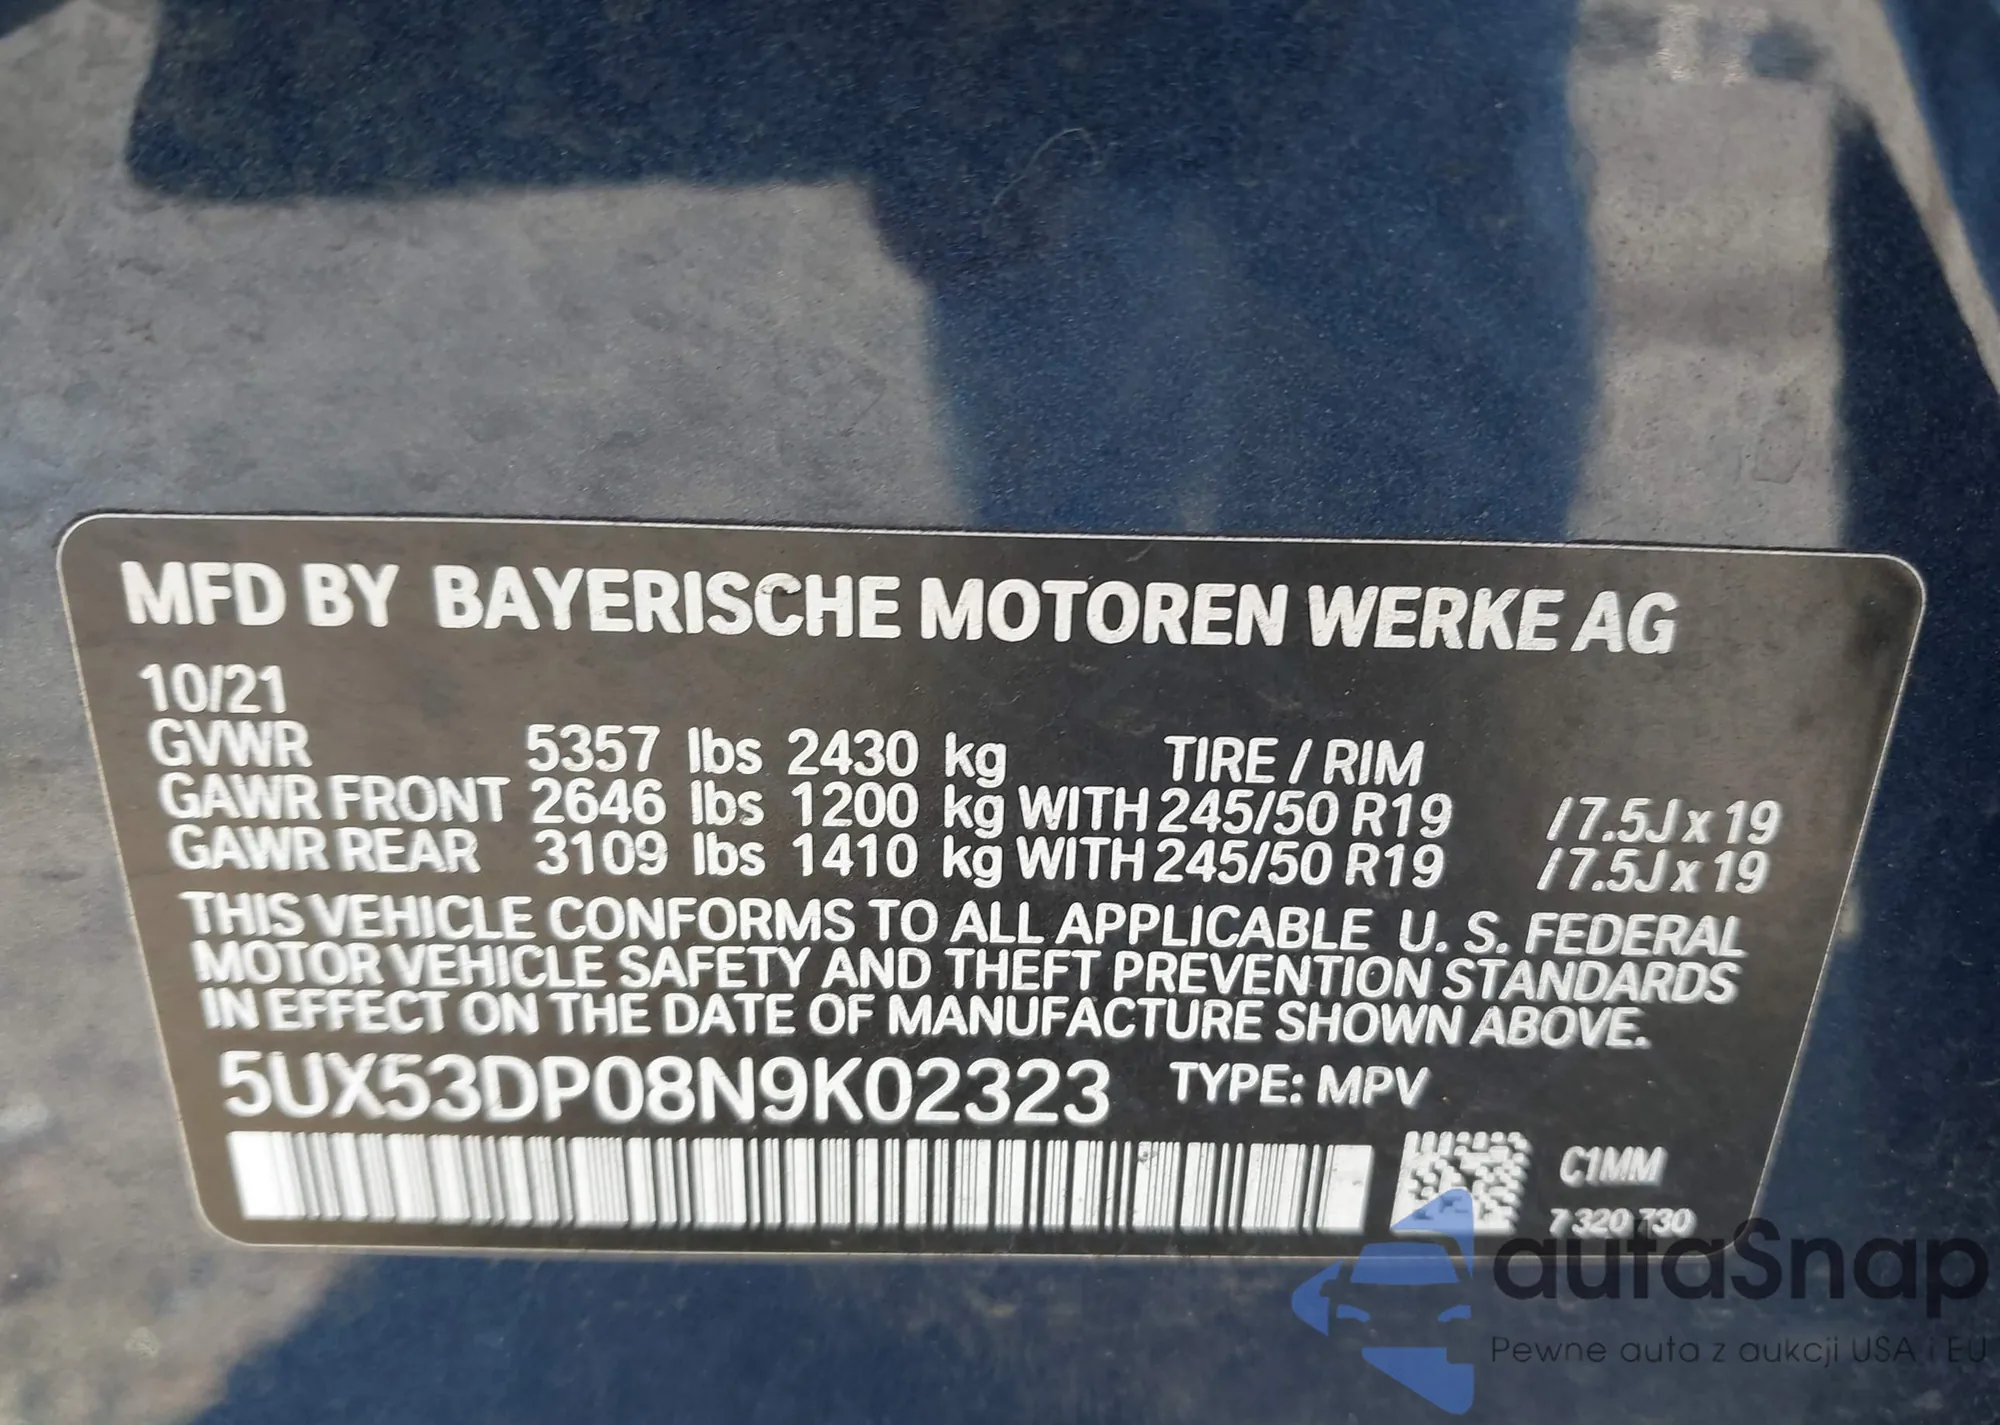 MFD BY BAYERISCHE MOTOREN WERKE AG
10/21
GVWR 5357 lbs 2430 kg TIRE / RIM
GAWR FRONT 2646 lbs 1200 kg WITH 245/50 R19 / 7.5J x 19
GAWR REAR 3109 lbs 1410 kg WITH 245/50 R19 / 7.5J x 19
THIS VEHICLE CONFORMS TO ALL APPLICABLE U. S. FEDERAL
MOTOR VEHICLE SAFETY AND THEFT PREVENTION STANDARDS
IN EFFECT ON THE DATE OF MANUFACTURE SHOWN ABOVE.
5UX53DP08N9K02323 TYPE: MPV
C1MM
7 320 730
autaSnap
Pewne auta z aukcji USA i EU